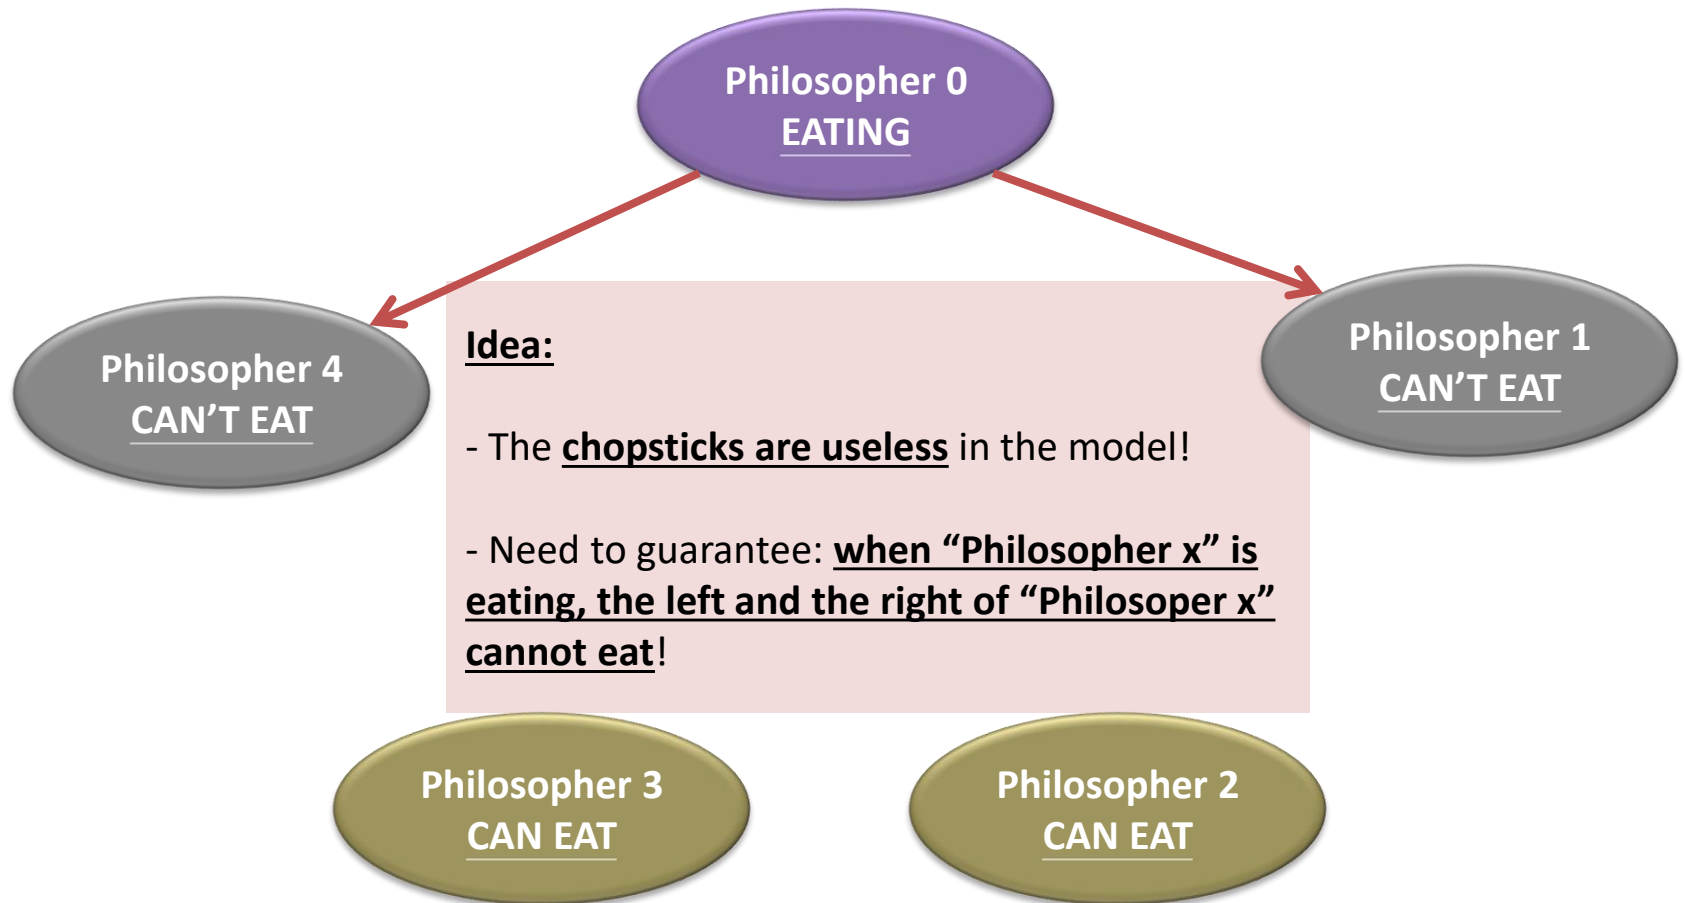 Philosopher 0
EATING
Philosopher 4
CAN’T EAT
Philosopher 1
CAN’T EAT
Idea:
- The chopsticks are useless in the model!
- Need to guarantee: when “Philosopher x” is
eating, the left and the right of “Philosoper x”
cannot eat!
Philosopher 3
CAN EAT
Philosopher 2
CAN EAT